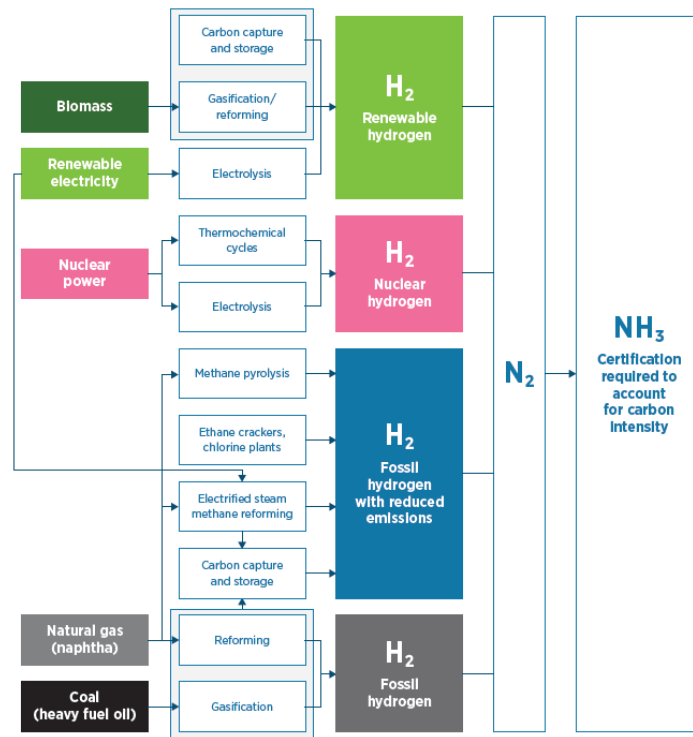 Carbon capture
and storage
Biomass
Gasification/
reforming
H2
Renewable
hydrogen
Renewable
electricity
Electrolysis
Nuclear
power
Thermochemical
cycles
Electrolysis
H2
Nuclear
hydrogen
Methane pyrolysis
Ethane crackers,
chlorine plants
Electrified steam
methane reforming
Carbon capture
and storage
H2
Fossil
hydrogen
with reduced
emissions
Natural gas
(naphtha)
Reforming
Coal
(heavy fuel oil)
Gasification
H2
Fossil
hydrogen
N2
NH3
Certification
required to
account
for carbon
intensity